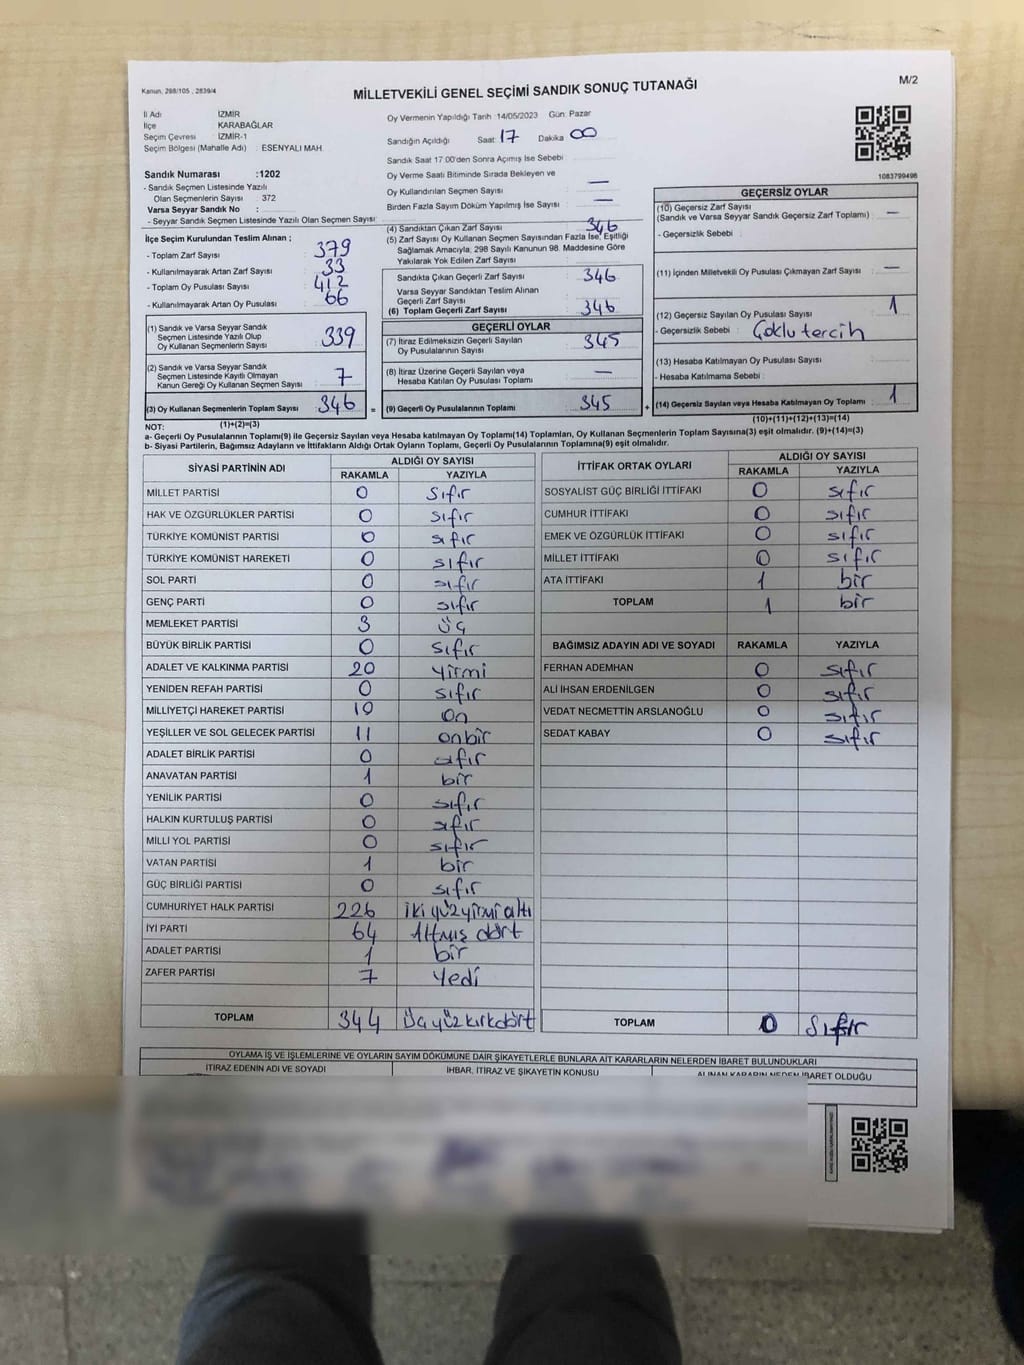 Kanun, 298/105 , 2839/4
MİLLETVEKİLİ GENEL SEÇİMİ SANDIK SONUÇ TUTANAĞI
M/2
İl Adı İZMİR
İlçe KARABAĞLAR
Seçim Çevresi İZMİR-1
Seçim Bölgesi (Mahalle Adı) : ESENYALI MAH.
Oy Vermenin Yapıldığı Tarih :14/05/2023 Gün: Pazar
Sandığın Açıldığı Saat: 17 Dakika 00
Sandık Saat 17:00'den Sonra Açımış İse Sebebi
Oy Verme Saati Bitiminde Sırada Bekleyen ve
Oy Kullandırılan Seçmen Sayısı —
Birden Fazla Sayım Döküm Yapılmış İse Sayısı —
1083799496
Sandık Numarası :1202
- Sandık Seçmen Listesinde Yazılı
Olan Seçmenlerin Sayısı 372
Varsa Seyyar Sandık No :
- Seyyar Sandık Seçmen Listesinde Yazılı Olan Seçmen Sayısı:
İlçe Seçim Kurulundan Teslim Alınan ;
- Toplam Zarf Sayısı : 379
- Kullanılmayarak Artan Zarf Sayısı : 33
- Toplam Oy Pusulası Sayısı : 412
- Kullanılmayarak Artan Oy Pusulası : 66
(1) Sandık ve Varsa Seyyar Sandık
Seçmen Listesinde Yazılı Olup
Oy Kullanan Seçmenlerin Sayısı : 339
(2) Sandık ve Varsa Seyyar Sandık
Seçmen Listesinde Kayıtlı Olmayan
Kanun Gereği Oy Kullanan Seçmen Sayısı : 7
(3) Oy Kullanan Seçmenlerin Toplam Sayısı : 346 =
(1)+(2)=(3)
(4) Sandıktan Çıkan Zarf Sayısı : 346
(5) Zarf Sayısı Oy Kullanan Seçmen Sayısından Fazla İse, Eşitliği
Sağlamak Amacıyla, 298 Sayılı Kanunun 98. Maddesine Göre
Yakılarak Yok Edilen Zarf Sayısı :
Sandıkta Çıkan Geçerli Zarf Sayısı : 346
Varsa Seyyar Sandıktan Teslim Alınan
Geçerli Zarf Sayısı
(6) Toplam Geçerli Zarf Sayısı : 346
GEÇERLİ OYLAR
(7) İtiraz Edilmeksizin Geçerli Sayılan
Oy Pusulalarının Sayısı : 345
(8) İtiraz Üzerine Geçerli Sayılan veya
Hesaba Katılan Oy Pusulası Toplamı : —
(9) Geçerli Oy Pusulalarının Toplamı : 345 +
GEÇERSİZ OYLAR
(10) Geçersiz Zarf Sayısı
(Sandık ve Varsa Seyyar Sandık Geçersiz Zarf Toplamı) : —
- Geçersizlik Sebebi :
(11) İçinden Milletvekili Oy Pusulası Çıkmayan Zarf Sayısı : —
(12) Geçersiz Sayılan Oy Pusulası Sayısı : 1
- Geçersizlik Sebebi : Çoklu tercih
(13) Hesaba Katılmayan Oy Pusulası Sayısı :
- Hesaba Katılmama Sebebi :
(14) Geçersiz Sayılan veya Hesaba Katılmayan Oy Toplamı : 1
(10)+(11)+(12)+(13)=(14)
NOT:
a- Geçerli Oy Pusulalarının Toplamı(9) ile Geçersiz Sayılan veya Hesaba katılmayan Oy Toplamı(14) Toplamları, Oy Kullanan Seçmenlerin Toplam Sayısına(3) eşit olmalıdır. (9)+(14)=(3)
b- Siyasi Partilerin, Bağımsız Adayların ve İttifakların Aldığı Ortak Oyların Toplamı, Geçerli Oy Pusulalarının Toplamına(9) eşit olmalıdır.
SİYASİ PARTİNİN ADI ALDIĞI OY SAYISI
RAKAMLA YAZIYLA
MİLLET PARTİSİ 0 Sıfır
HAK VE ÖZGÜRLÜKLER PARTİSİ 0 sıfır
TÜRKİYE KOMÜNİST PARTİSİ 0 sıfır
TÜRKİYE KOMÜNİST HAREKETİ 0 sıfır
SOL PARTİ 0 sıfır
GENÇ PARTİ 0 sıfır
MEMLEKET PARTİSİ 3 üç
BÜYÜK BİRLİK PARTİSİ 0 sıfır
ADALET VE KALKINMA PARTİSİ 20 yirmi
YENİDEN REFAH PARTİSİ 0 sıfır
MİLLİYETÇİ HAREKET PARTİSİ 10 on
YEŞİLLER VE SOL GELECEK PARTİSİ 11 onbir
ADALET BİRLİK PARTİSİ 0 sıfır
ANAVATAN PARTİSİ 1 bir
YENİLİK PARTİSİ 0 sıfır
HALKIN KURTULUŞ PARTİSİ 0 sıfır
MİLLİ YOL PARTİSİ 0 sıfır
VATAN PARTİSİ 1 bir
GÜÇ BİRLİĞİ PARTİSİ 0 sıfır
CUMHURİYET HALK PARTİSİ 226 iki yüz yirmi altı
İYİ PARTİ 64 Altmış dört
ADALET PARTİSİ 1 bir
ZAFER PARTİSİ 7 Yedi
TOPLAM 344 üç yüz kırkdört
İTTİFAK ORTAK OYLARI ALDIĞI OY SAYISI
RAKAMLA YAZIYLA
SOSYALİST GÜÇ BİRLİĞİ İTTİFAKI 0 sıfır
CUMHUR İTTİFAKI 0 sıfır
EMEK VE ÖZGÜRLÜK İTTİFAKI 0 sıfır
MİLLET İTTİFAKI 0 sıfır
ATA İTTİFAKI 1 bir
TOPLAM 1 bir
BAĞIMSIZ ADAYIN ADI VE SOYADI RAKAMLA YAZIYLA
FERHAN ADEMHAN 0 sıfır
ALİ İHSAN ERDENİLGEN 0 sıfır
VEDAT NECMETTİN ARSLANOĞLU 0 sıfır
SEDAT KABAY 0 sıfır
TOPLAM 0 Sıfır
OYLAMA İŞ VE İŞLEMLERİNE VE OYLARIN SAYIM DÖKÜMÜNE DAİR ŞİKAYETLERLE BUNLARA AİT KARARLARIN NELERDEN İBARET BULUNDUKLARI
İTİRAZ EDENİN ADI VE SOYADI İHBAR, İTİRAZ VE ŞİKAYETİN KONUSU ALINAN KARARIN NEDEN İBARET OLDUĞU